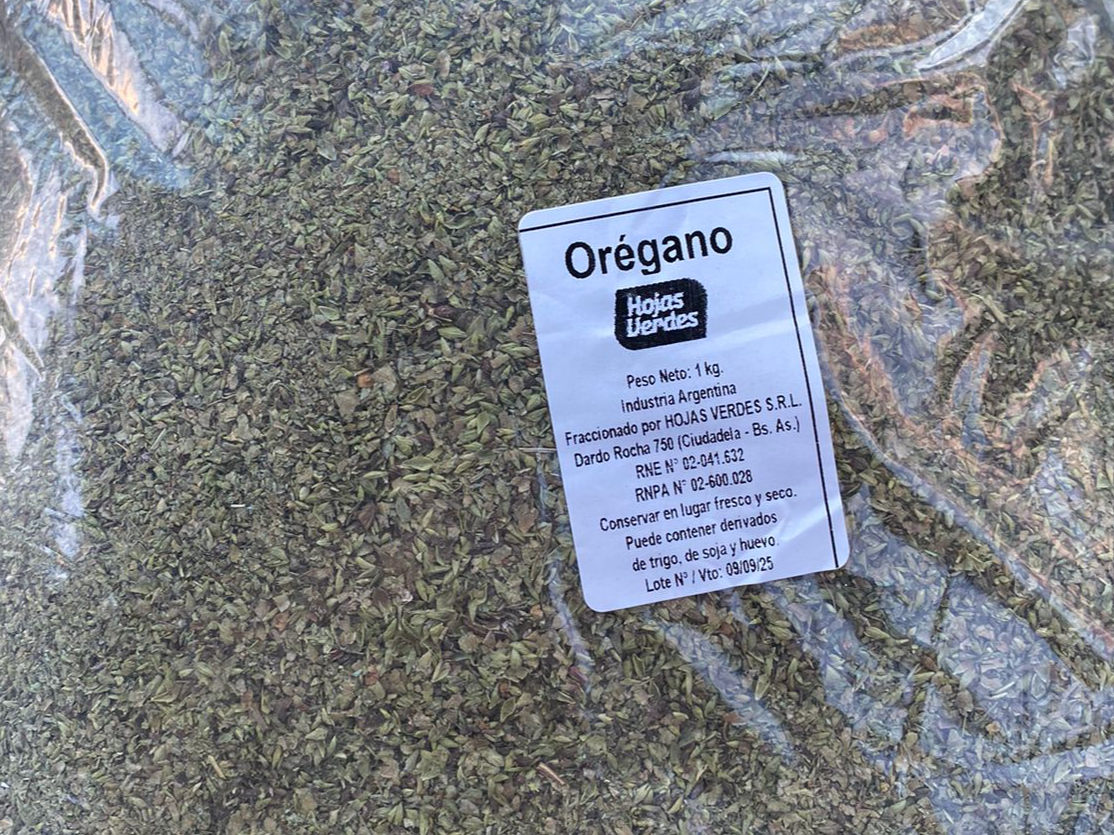 Orégano
Hojas
Verdes
Peso Neto: 1 kg.
Industria Argentina
Fraccionado por HOJAS VERDES S.R.L.
Dardo Rocha 750 (Ciudadela - Bs. As.)
RNE N° 02-041.632
RNPA N° 02-600.028
Conservar en lugar fresco y seco.
Puede contener derivados
de trigo, de soja y huevo.
Lote Nº / Vto: 09/09/25